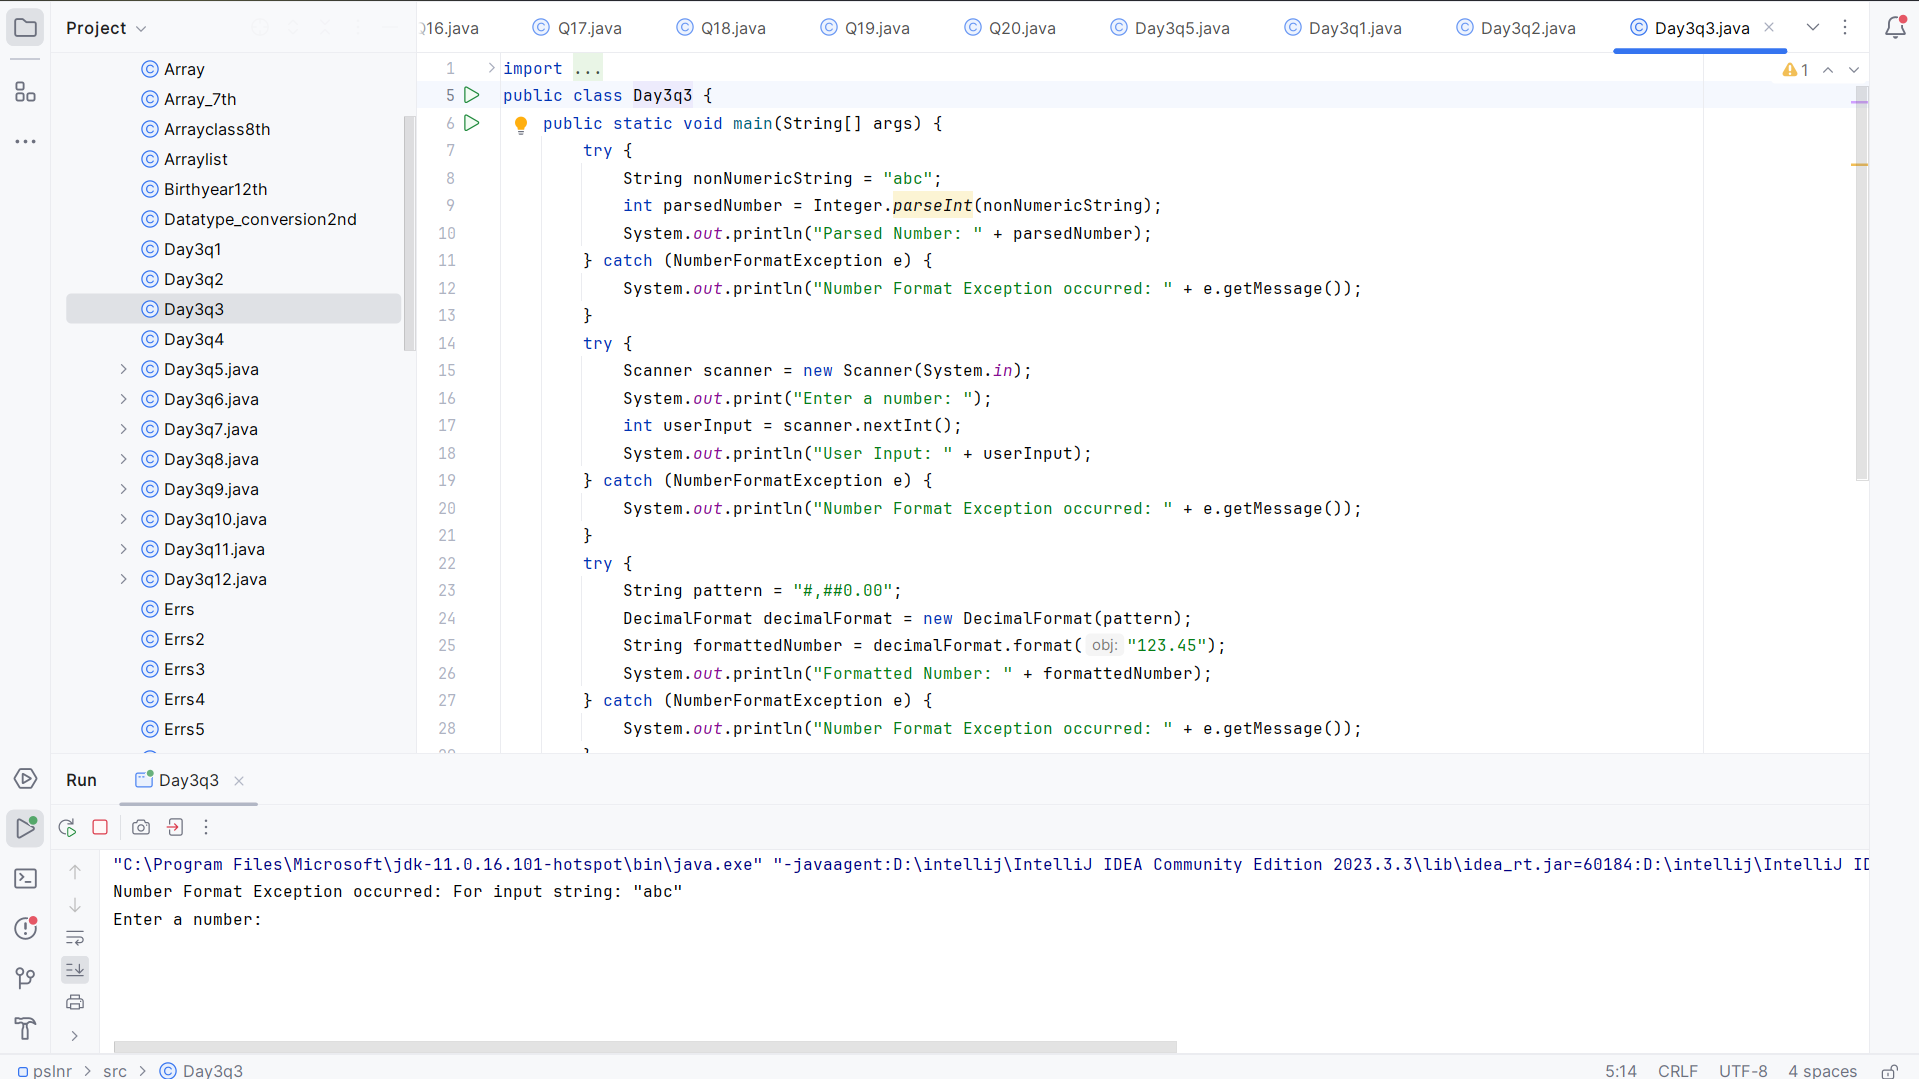 Project
16.java Q17.java Q18.java Q19.java Q20.java Day3q5.java Day3q1.java Day3q2.java Day3q3.java
Array
Array_7th
Arrayclass8th
Arraylist
Birthyear12th
Datatype_conversion2nd
Day3q1
Day3q2
Day3q3
Day3q4
Day3q5.java
Day3q6.java
Day3q7.java
Day3q8.java
Day3q9.java
Day3q10.java
Day3q11.java
Day3q12.java
Errs
Errs2
Errs3
Errs4
Errs5
1
1 import ...
5 public class Day3q3 {
6 public static void main(String[] args) {
7 try {
8 String nonNumericString = "abc";
9 int parsedNumber = Integer.parseInt(nonNumericString);
10 System.out.println("Parsed Number: " + parsedNumber);
11 } catch (NumberFormatException e) {
12 System.out.println("Number Format Exception occurred: " + e.getMessage());
13 }
14 try {
15 Scanner scanner = new Scanner(System.in);
16 System.out.print("Enter a number: ");
17 int userInput = scanner.nextInt();
18 System.out.println("User Input: " + userInput);
19 } catch (NumberFormatException e) {
20 System.out.println("Number Format Exception occurred: " + e.getMessage());
21 }
22 try {
23 String pattern = "#,##0.00";
24 DecimalFormat decimalFormat = new DecimalFormat(pattern);
25 String formattedNumber = decimalFormat.format( obj: "123.45");
26 System.out.println("Formatted Number: " + formattedNumber);
27 } catch (NumberFormatException e) {
28 System.out.println("Number Format Exception occurred: " + e.getMessage());
Run Day3q3
"C:\Program Files\Microsoft\jdk-11.0.16.101-hotspot\bin\java.exe" "-javaagent:D:\intellij\IntelliJ IDEA Community Edition 2023.3.3\lib\idea_rt.jar=60184:D:\intellij\IntelliJ ID
Number Format Exception occurred: For input string: "abc"
Enter a number:
pslnr > src > Day3q3
5:14 CRLF UTF-8 4 spaces